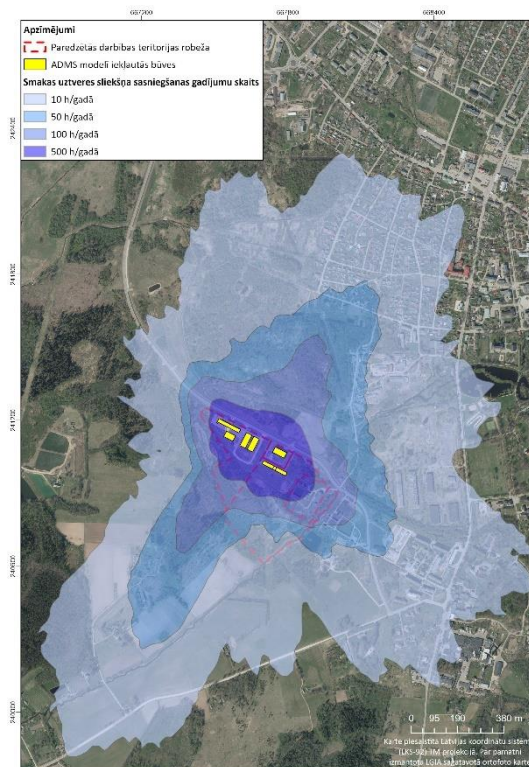 667200 667800 668400
Apzīmējumi
Paredzētās darbības teritorijas robeža
ADMS modelī iekļautās būves
Smakas uztveres sliekšņa sasniegšanas gadījumu skaits
10 h/gadā
50 h/gadā
100 h/gadā
500 h/gadā
0 95 190 380 m
Karte piesaistīta Latvijas koordinātu sistēm
(LKS-92) TM projekcijā. Par pamatni
izmantota LĢIA sagatavotā ortofoto karte